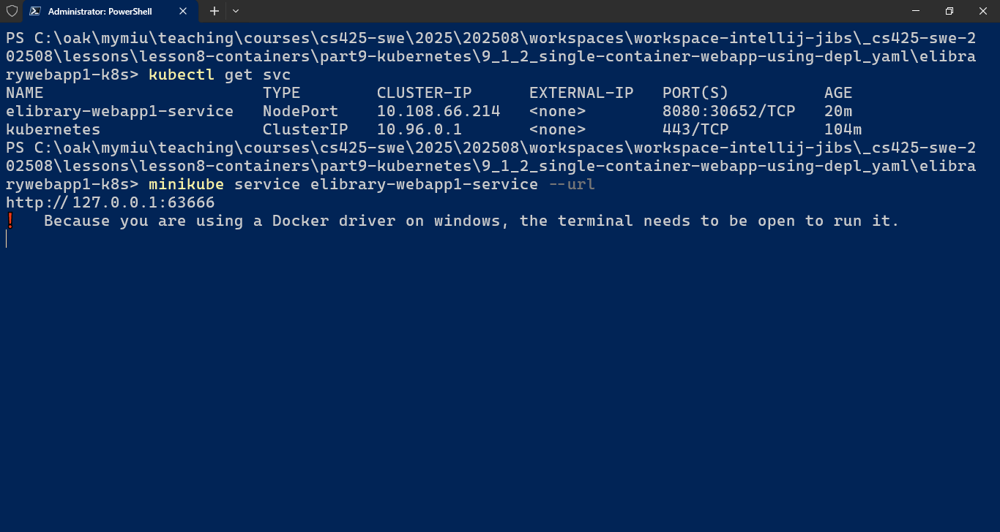 Administrator: PowerShell
PS C:\oak\mymiu\teaching\courses\cs425-swe\2025\202508\workspaces\workspace-intellij-jibs\_cs425-swe-2
02508\lessons\lesson8-containers\part9-kubernetes\9_1_2_single-container-webapp-using-depl_yaml\elibra
rywebapp1-k8s> kubectl get svc
NAME TYPE CLUSTER-IP EXTERNAL-IP PORT(S) AGE
elibrary-webapp1-service NodePort 10.108.66.214 <none> 8080:30652/TCP 20m
kubernetes ClusterIP 10.96.0.1 <none> 443/TCP 104m
PS C:\oak\mymiu\teaching\courses\cs425-swe\2025\202508\workspaces\workspace-intellij-jibs\_cs425-swe-2
02508\lessons\lesson8-containers\part9-kubernetes\9_1_2_single-container-webapp-using-depl_yaml\elibra
rywebapp1-k8s> minikube service elibrary-webapp1-service --url
http://127.0.0.1:63666
! Because you are using a Docker driver on windows, the terminal needs to be open to run it.